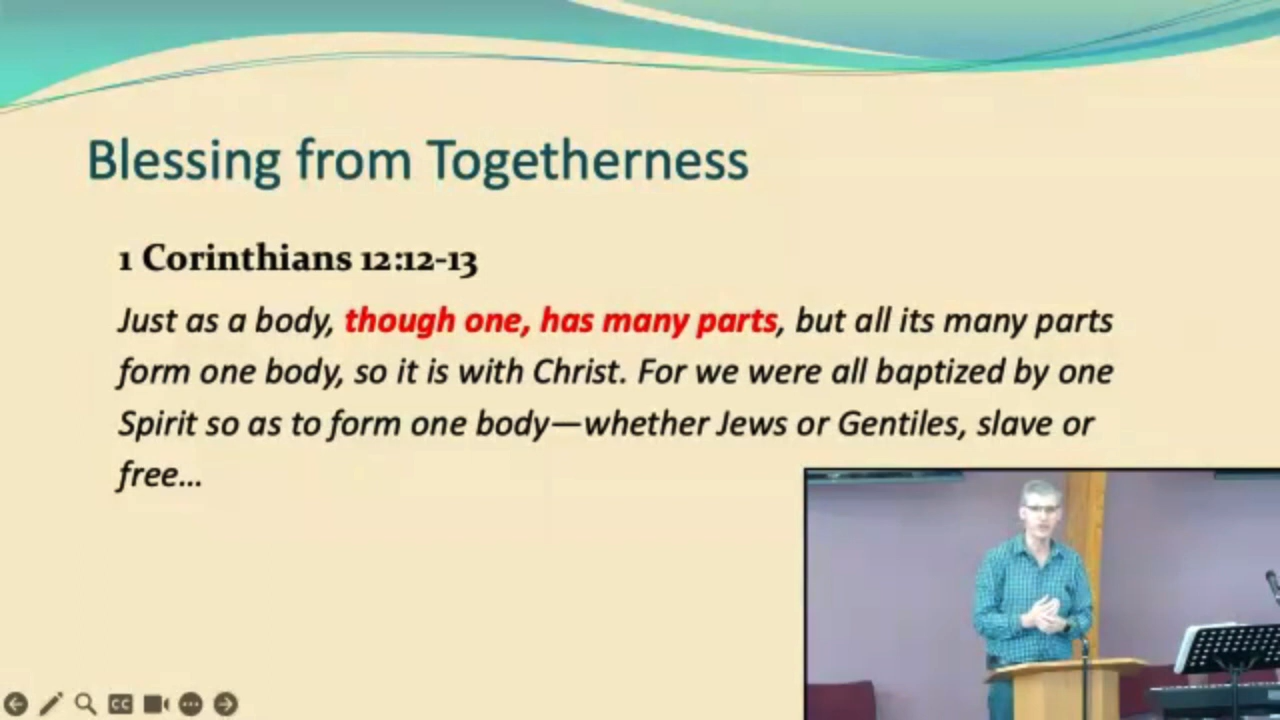 Blessing from Togetherness
1 Corinthians 12:12-13
Just as a body, though one, has many parts, but all its many parts
form one body, so it is with Christ. For we were all baptized by one
Spirit so as to form one body—whether Jews or Gentiles, slave or
free…
CC